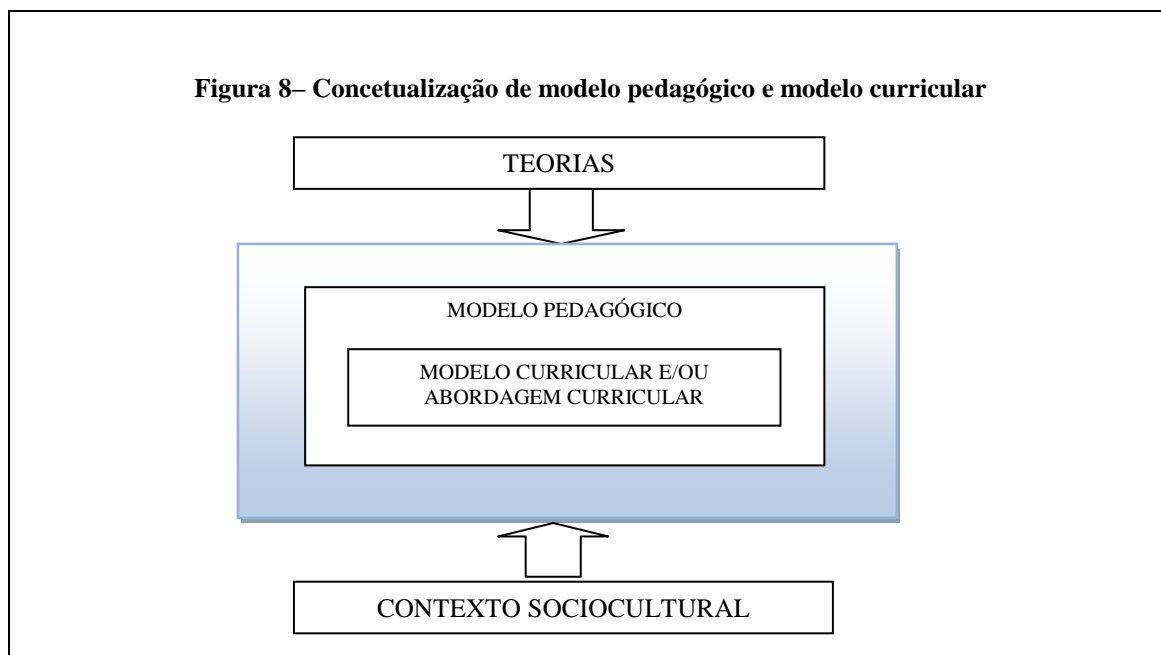 Figura 8– Concetualização de modelo pedagógico e modelo curricular
TEORIAS
MODELO PEDAGÓGICO
MODELO CURRICULAR E/OU
ABORDAGEM CURRICULAR
CONTEXTO SOCIOCULTURAL